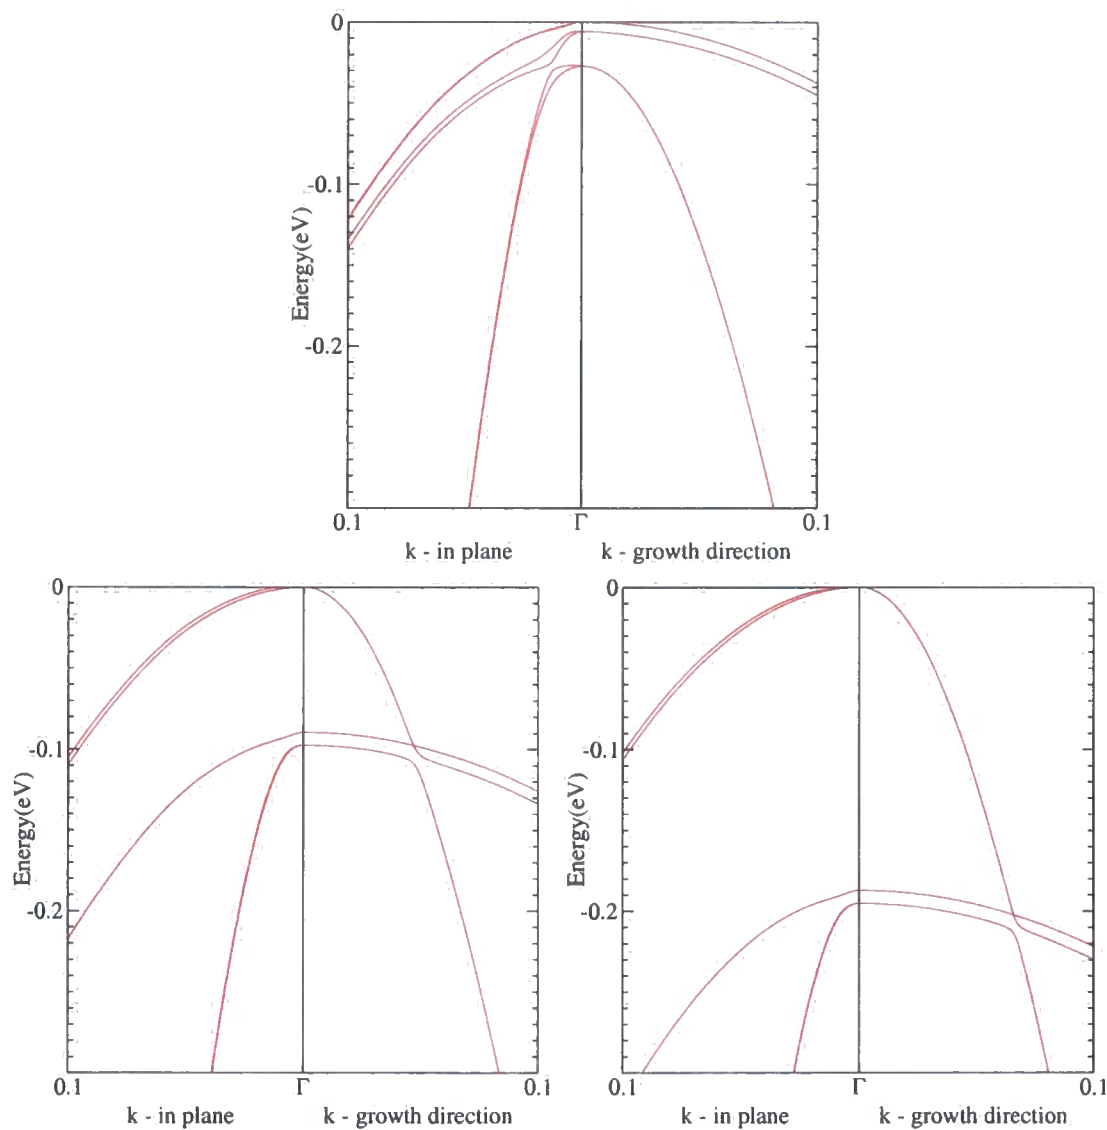 0
-0.1
Energy(eV)
-0.2
0.1 Γ 0.1
k - in plane k - growth direction
0 0
-0.1 -0.1
Energy(eV) Energy(eV)
-0.2 -0.2
0.1 Γ 0.1 0.1 Γ 0.1
k - in plane k - growth direction k - in plane k - growth direction